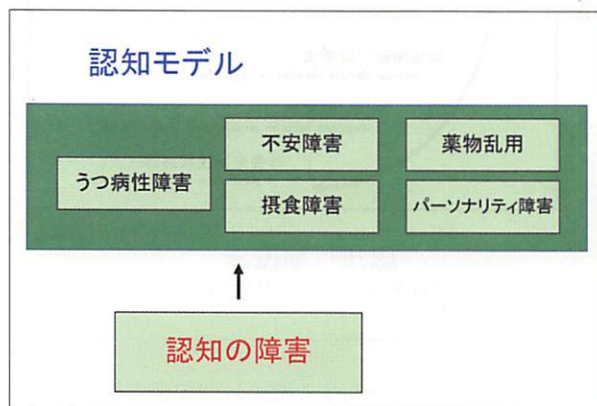 認知モデル
うつ病性障害
不安障害
薬物乱用
摂食障害
パーソナリティ障害
認知の障害